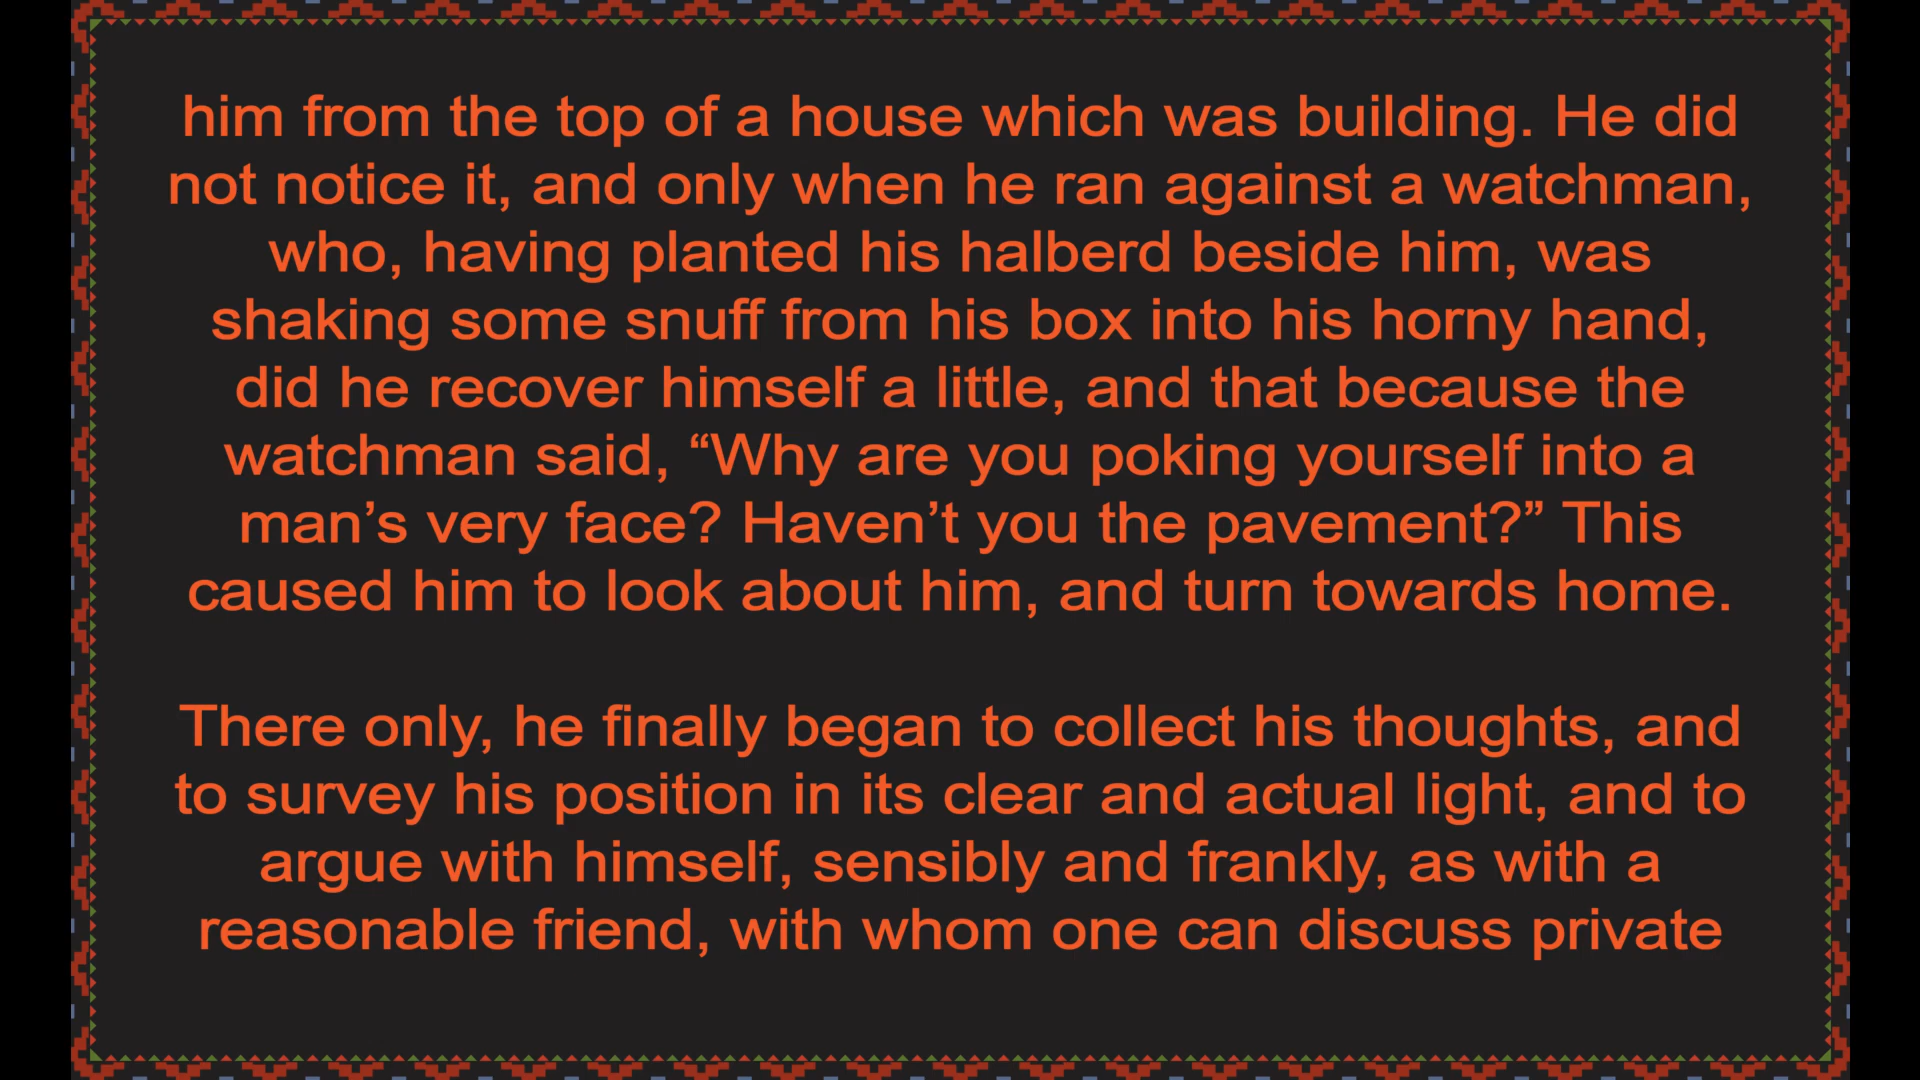 him from the top of a house which was building. He did
not notice it, and only when he ran against a watchman,
who, having planted his halberd beside him, was
shaking some snuff from his box into his horny hand,
did he recover himself a little, and that because the
watchman said, “Why are you poking yourself into a
man’s very face? Haven’t you the pavement?” This
caused him to look about him, and turn towards home.
There only, he finally began to collect his thoughts, and
to survey his position in its clear and actual light, and to
argue with himself, sensibly and frankly, as with a
reasonable friend, with whom one can discuss private